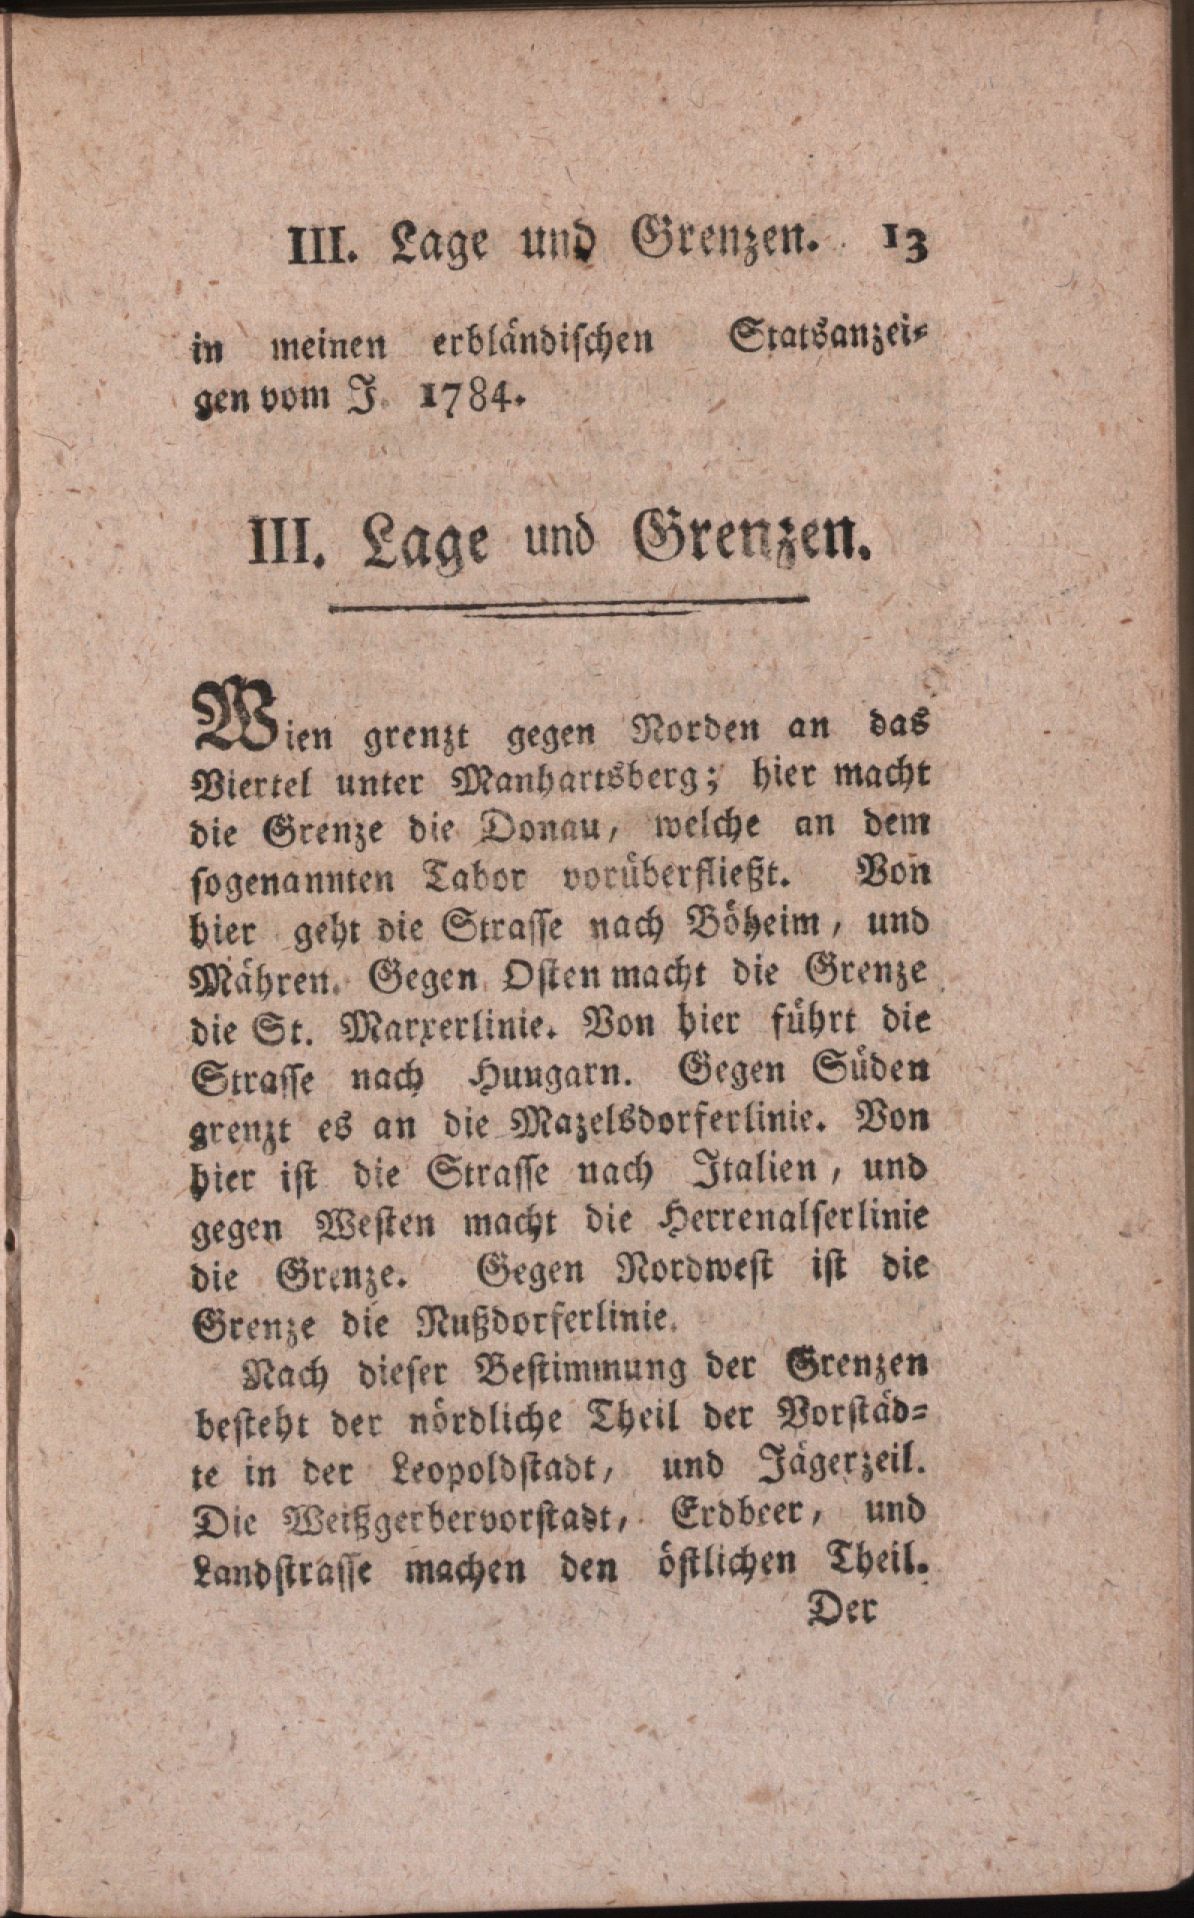 III. Lage und Grenzen. 13
in meinen erbländischen Statsanzei-
gen vom J. 1784.
III. Lage und Grenzen.
Wien grenzt gegen Norden an das
Viertel unter Manhartsberg; hier macht
die Grenze die Donau, welche an dem
sogenannten Tabor vorüberfließt. Von
hier geht die Strasse nach Böheim, und
Mähren. Gegen Osten macht die Grenze
die St. Marxerlinie. Von hier führt die
Strasse nach Hungarn. Gegen Süden
grenzt es an die Mazelsdorferlinie. Von
hier ist die Strasse nach Italien, und
gegen Westen macht die Herrenalserlinie
die Grenze. Gegen Nordwest ist die
Grenze die Nußdorferlinie.
Nach dieser Bestimmung der Grenzen
besteht der nördliche Theil der Vorstäd-
te in der Leopoldstadt, und Jägerzeil.
Die Weißgerbervorstadt, Erdbeer, und
Landstrasse machen den östlichen Theil.
Der